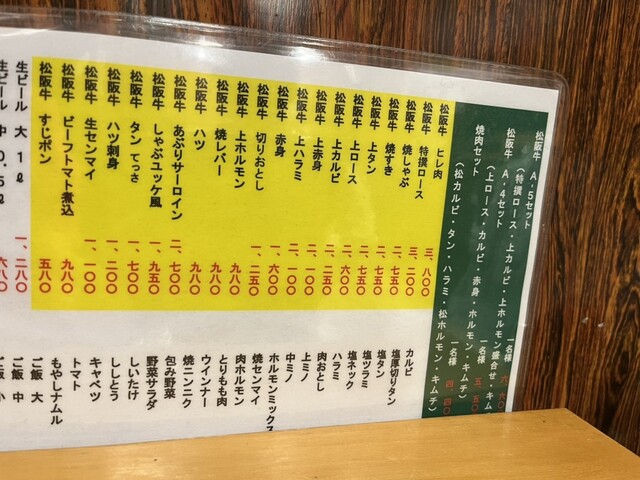 松阪牛 A,5セット 一名様 六、六〇
(特撰ロース・上カルビ・上ホルモン盛合せ・キム
松阪牛 A,4セット 一名様 五、五〇
(上ロース・カルビ・赤身・ホルモン・キムチ)
焼肉セット 一名様 四、四〇
(松カルビ・タン・ハラミ・松ホルモン・キムチ)
松阪牛 ヒレ肉 三、八〇〇
松阪牛 特撰ロース 三、二〇〇
松阪牛 焼しゃぶ 二、七五〇
松阪牛 焼すき 二、七五〇
松阪牛 上タン 二、七五〇
松阪牛 上ロース 二、六〇〇
松阪牛 上カルビ 二、六〇〇
松阪牛 上赤身 二、一〇〇
松阪牛 上ハラミ 二、一〇〇
松阪牛 赤身 一、六〇〇
松阪牛 切りおとし 一、二五〇
松阪牛 上ホルモン 九八〇
松阪牛 焼レバー 九八〇
松阪牛 ハツ 九八〇
松阪牛 あぶりサーロイン 二、七〇〇
松阪牛 しゃぶユッケ風 一、九五〇
松阪牛 タン てっさ 一、七〇〇
松阪牛 ハツ刺身 一、二〇〇
松阪牛 生センマイ 一、一〇〇
松阪牛 ビーフトマト煮込 九八〇
松阪牛 すじポン 五八〇
生ビール 大 1ℓ 一、二八〇
生ビール 中 0.5ℓ 六八〇
カルビ
塩厚切りタン
塩タン
塩ツラミ
塩ネック
ハラミ
肉おとし
上ミノ
中ミノ
ホルモンミックス
焼センマイ
肉ホルモン
とりもも肉
ウインナー
焼ニンニク
包み野菜
野菜サラダ
しいたけ
ししとう
キャベツ
トマト
もやしナムル
ご飯 大
ご飯 中
ご飯 小